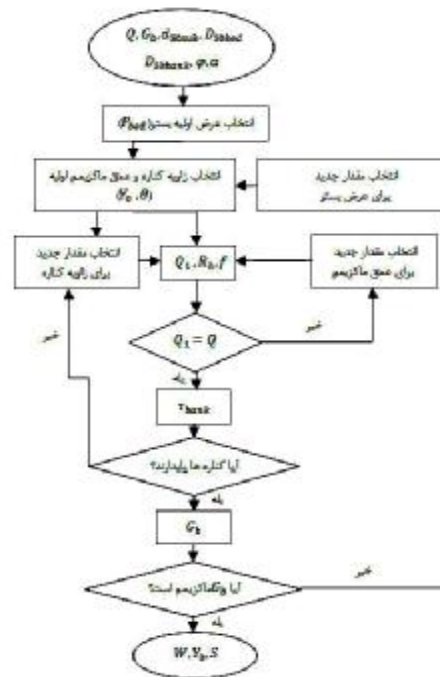 Q, G_b, d_50bank, D_50bed
D_50bank, φ, α
انتخاب عرض اولیه بستر(P_bed)
انتخاب زاویه کناره و عمق ماکزیمم اولیه
(Y_0, θ)
انتخاب مقدار جدید
برای عرض بستر
انتخاب مقدار جدید
برای زاویه کناره
Q_1, R_h, f
انتخاب مقدار جدید
برای عمق ماکزیمم
خیر
خیر
Q_1 = Q
بله
τ_bank
آیا کناره ها پایدارند؟
بله
G_b
خیر
آیا ماکزیمم است؟
بله
W, Y_0, S